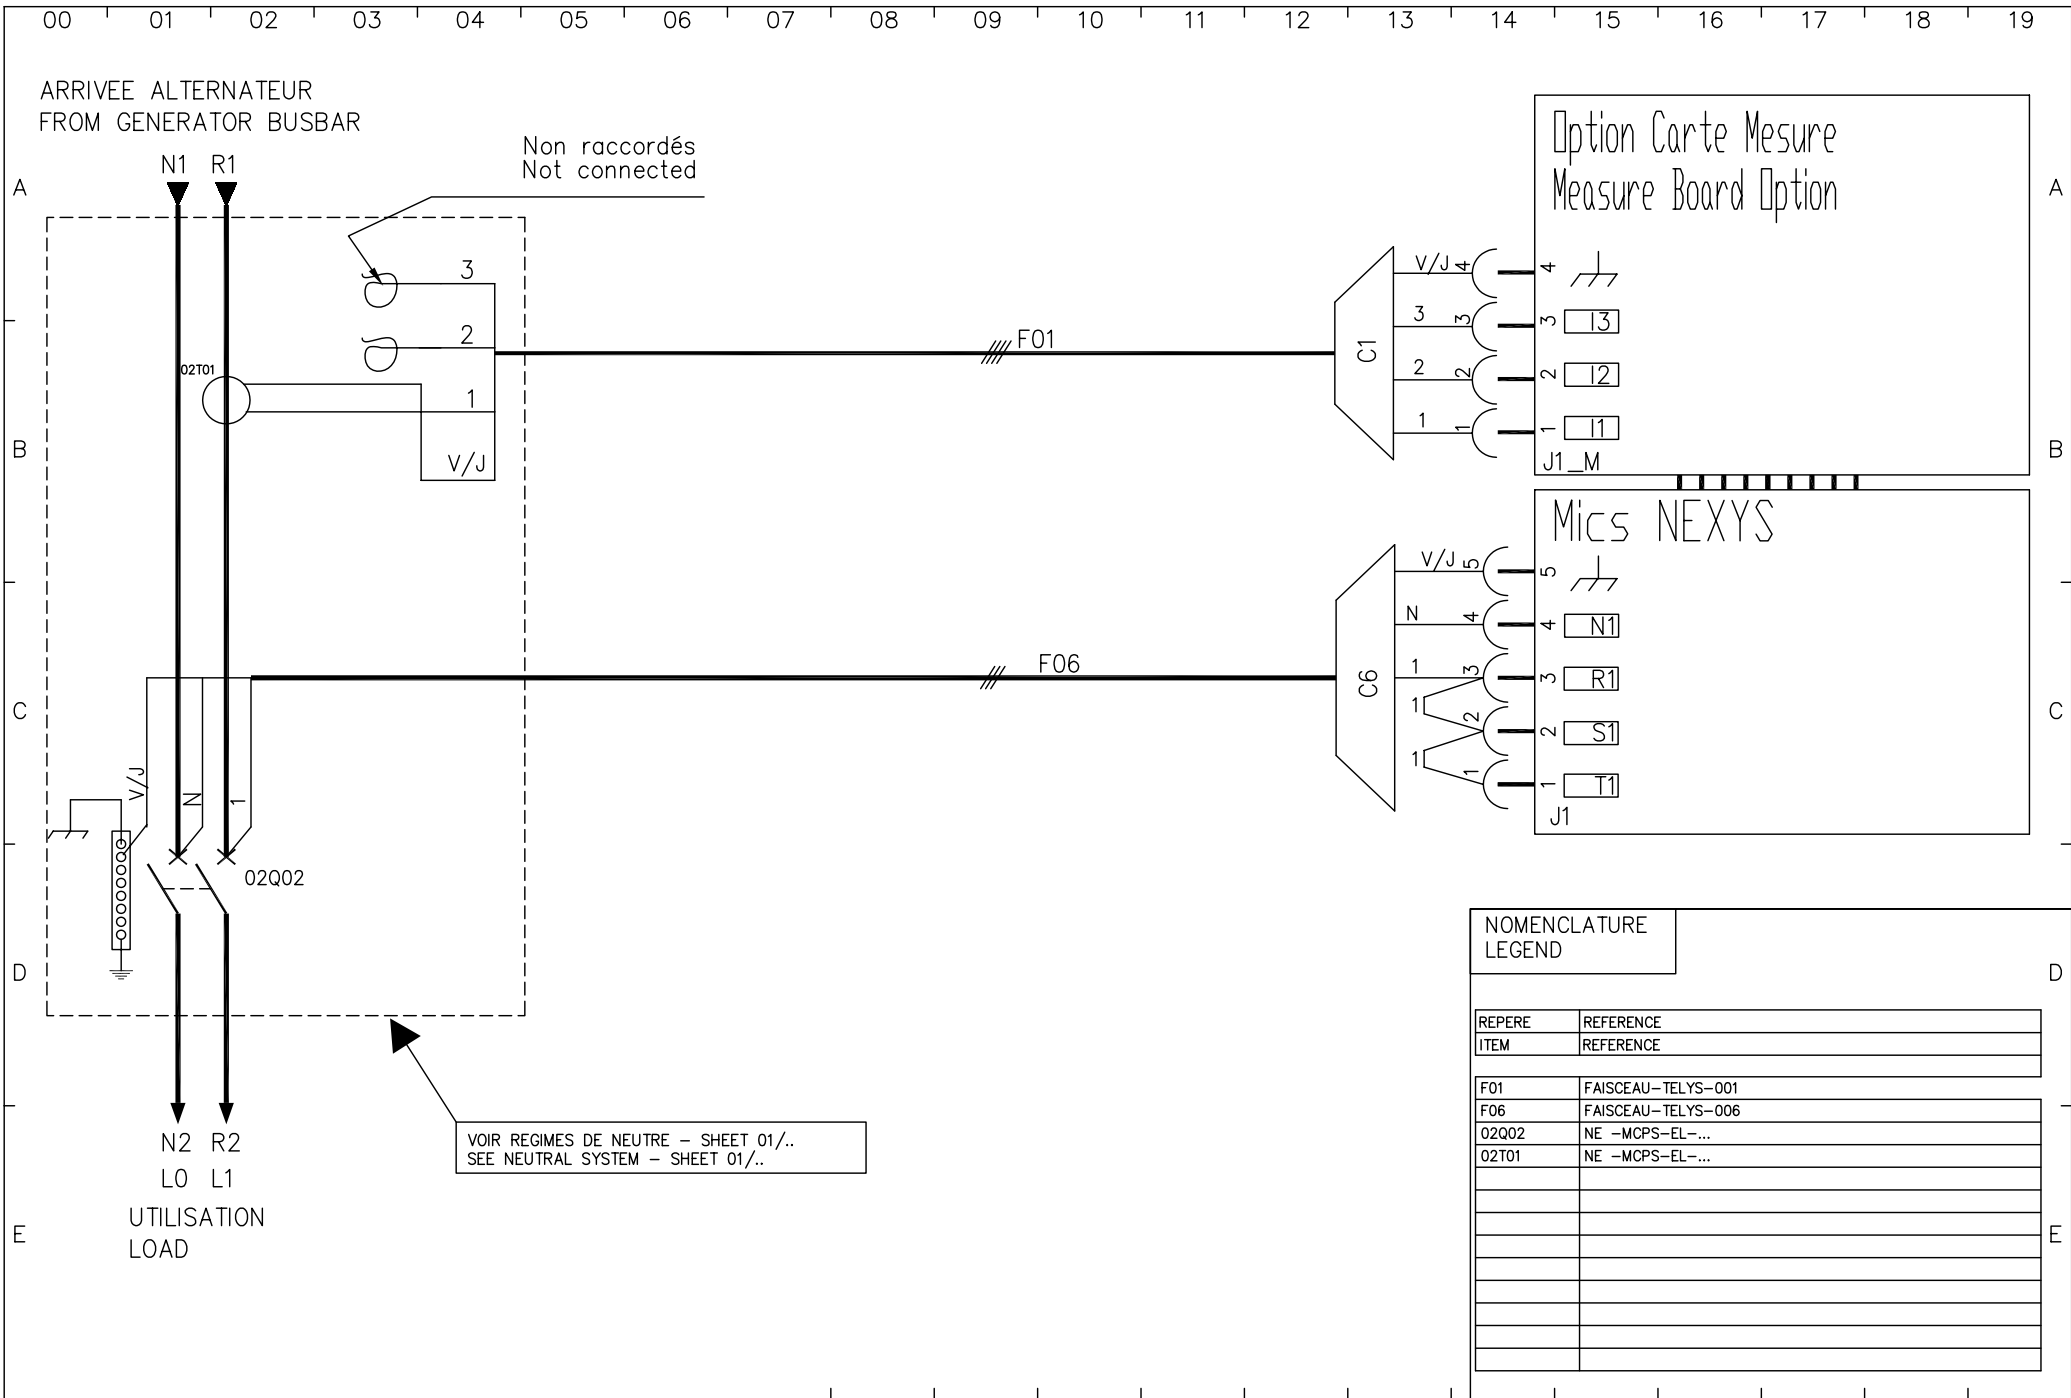 00 01 02 03 04 05 06 07 08 09 10 11 12 13 14 15 16 17 18 19
ARRIVEE ALTERNATEUR
FROM GENERATOR BUSBAR
N1 R1
Non raccordés
Not connected
A
A
Option Carte Mesure
Measure Board Option
3
2
02T01
1
V/J
F01
C1
V/J 4 4
3 3 3 I3
2 2 2 I2
1 1 1 I1
J1_M
B
B
Mics NEXYS
V/J 5 5
N 4 4 N1
1 3 3 R1
1 2 2 S1
1 1 1 T1
J1
F06
C6
C
C
V/J N 1
02Q02
D
D
NOMENCLATURE
LEGEND
REPERE REFERENCE
ITEM REFERENCE
F01 FAISCEAU-TELYS-001
F06 FAISCEAU-TELYS-006
02Q02 NE -MCPS-EL-...
02T01 NE -MCPS-EL-...
VOIR REGIMES DE NEUTRE - SHEET 01/..
SEE NEUTRAL SYSTEM - SHEET 01/..
N2 R2
L0 L1
UTILISATION
LOAD
E
E